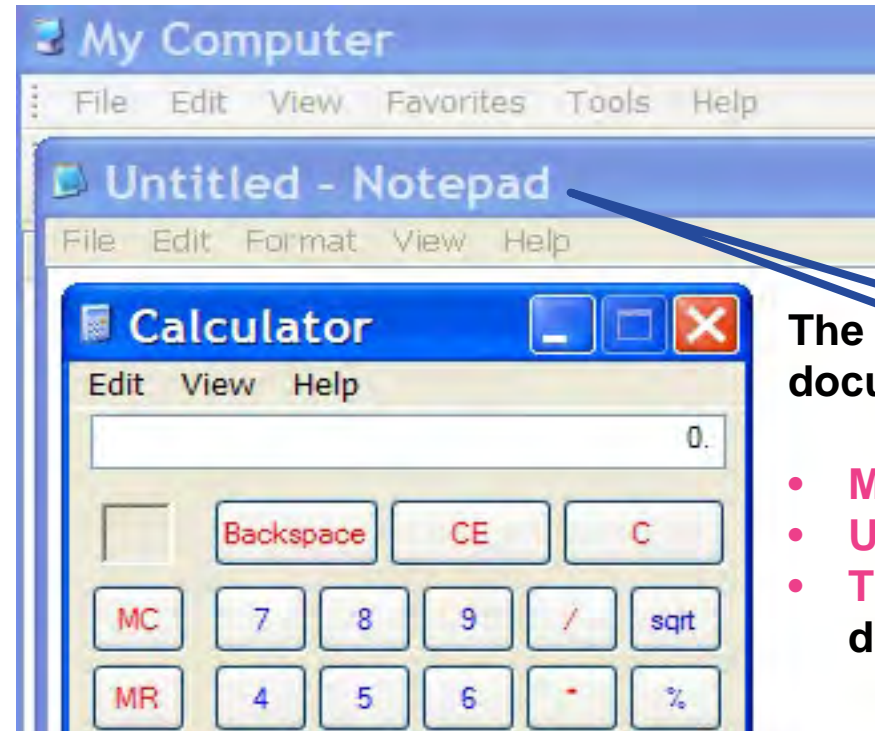 My Computer
File Edit View Favorites Tools Help
Untitled - Notepad
File Edit Format View Help
Calculator
Edit View Help
0.
Backspace CE C
MC 7 8 9 / sqrt
MR 4 5 6 * %
The